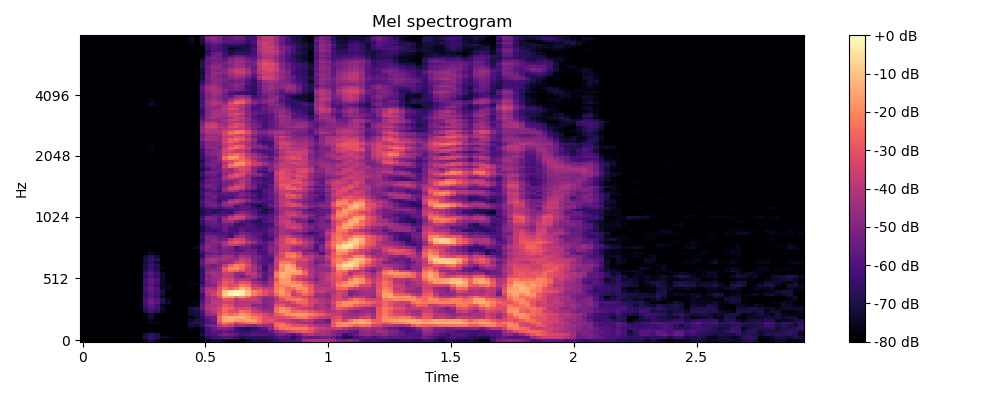 Mel spectrogram
+0 dB
-10 dB
-20 dB
-30 dB
-40 dB
-50 dB
-60 dB
-70 dB
-80 dB
Hz
4096
2048
1024
512
0
0
0.5
1
1.5
2
2.5
Time